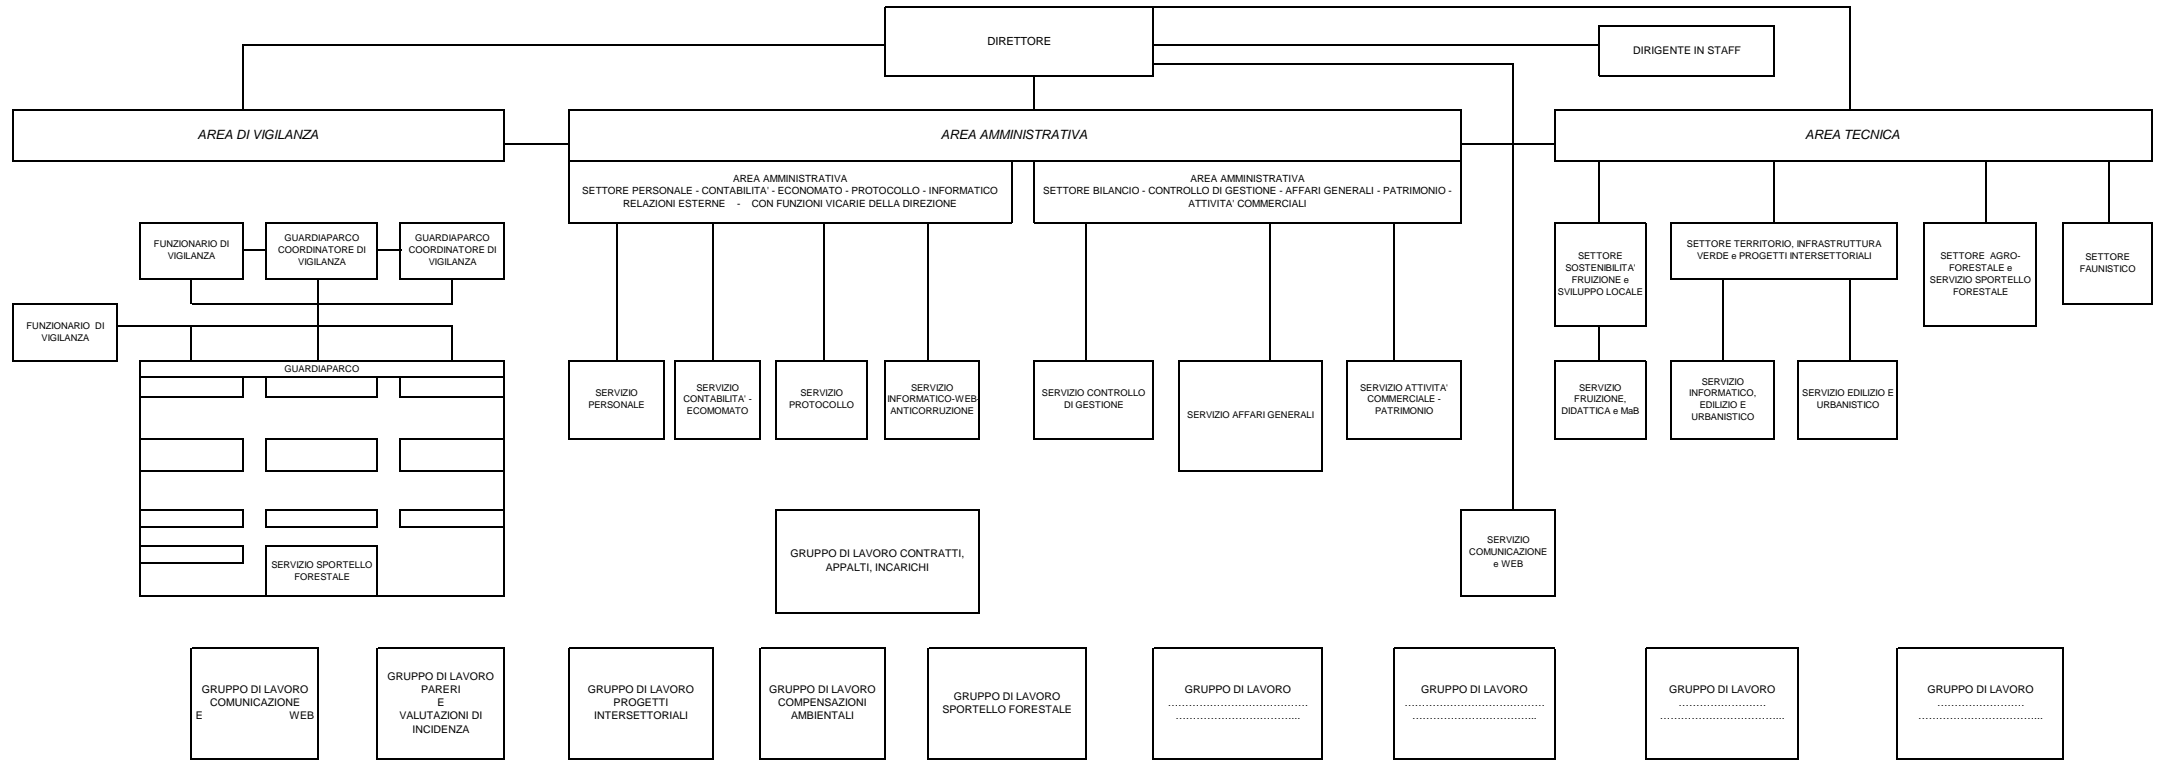 DIRETTORE
DIRIGENTE IN STAFF
AREA DI VIGILANZA
AREA AMMINISTRATIVA
AREA TECNICA
AREA AMMINISTRATIVA
SETTORE PERSONALE - CONTABILITA' - ECONOMATO - PROTOCOLLO - INFORMATICO
RELAZIONI ESTERNE - CON FUNZIONI VICARIE DELLA DIREZIONE
AREA AMMINISTRATIVA
SETTORE BILANCIO - CONTROLLO DI GESTIONE - AFFARI GENERALI - PATRIMONIO -
ATTIVITA' COMMERCIALI
FUNZIONARIO DI
VIGILANZA
GUARDIAPARCO
COORDINATORE DI
VIGILANZA
GUARDIAPARCO
COORDINATORE DI
VIGILANZA
SETTORE
SOSTENIBILITA'
FRUIZIONE e
SVILUPPO LOCALE
SETTORE TERRITORIO, INFRASTRUTTURA
VERDE e PROGETTI INTERSETTORIALI
SETTORE AGRO-
FORESTALE e
SERVIZIO SPORTELLO
FORESTALE
SETTORE
FAUNISTICO
FUNZIONARIO DI
VIGILANZA
GUARDIAPARCO
SERVIZIO
PERSONALE
SERVIZIO
CONTABILITA' -
ECOMOMATO
SERVIZIO
PROTOCOLLO
SERVIZIO
INFORMATICO-WEB-
ANTICORRUZIONE
SERVIZIO CONTROLLO
DI GESTIONE
SERVIZIO AFFARI GENERALI
SERVIZIO ATTIVITA'
COMMERCIALE -
PATRIMONIO
SERVIZIO
FRUIZIONE,
DIDATTICA e MaB
SERVIZIO
INFORMATICO,
EDILIZIO E
URBANISTICO
SERVIZIO EDILIZIO E
URBANISTICO
SERVIZIO SPORTELLO
FORESTALE
GRUPPO DI LAVORO CONTRATTI,
APPALTI, INCARICHI
SERVIZIO
COMUNICAZIONE
e WEB
GRUPPO DI LAVORO
COMUNICAZIONE
E WEB
GRUPPO DI LAVORO
PARERI
E
VALUTAZIONI DI
INCIDENZA
GRUPPO DI LAVORO
PROGETTI
INTERSETTORIALI
GRUPPO DI LAVORO
COMPENSAZIONI
AMBIENTALI
GRUPPO DI LAVORO
SPORTELLO FORESTALE
GRUPPO DI LAVORO
…………………………………
……………………………..
GRUPPO DI LAVORO
…………………………………
……………………………..
GRUPPO DI LAVORO
……………………
……………………………..
GRUPPO DI LAVORO
……………………
……………………………..